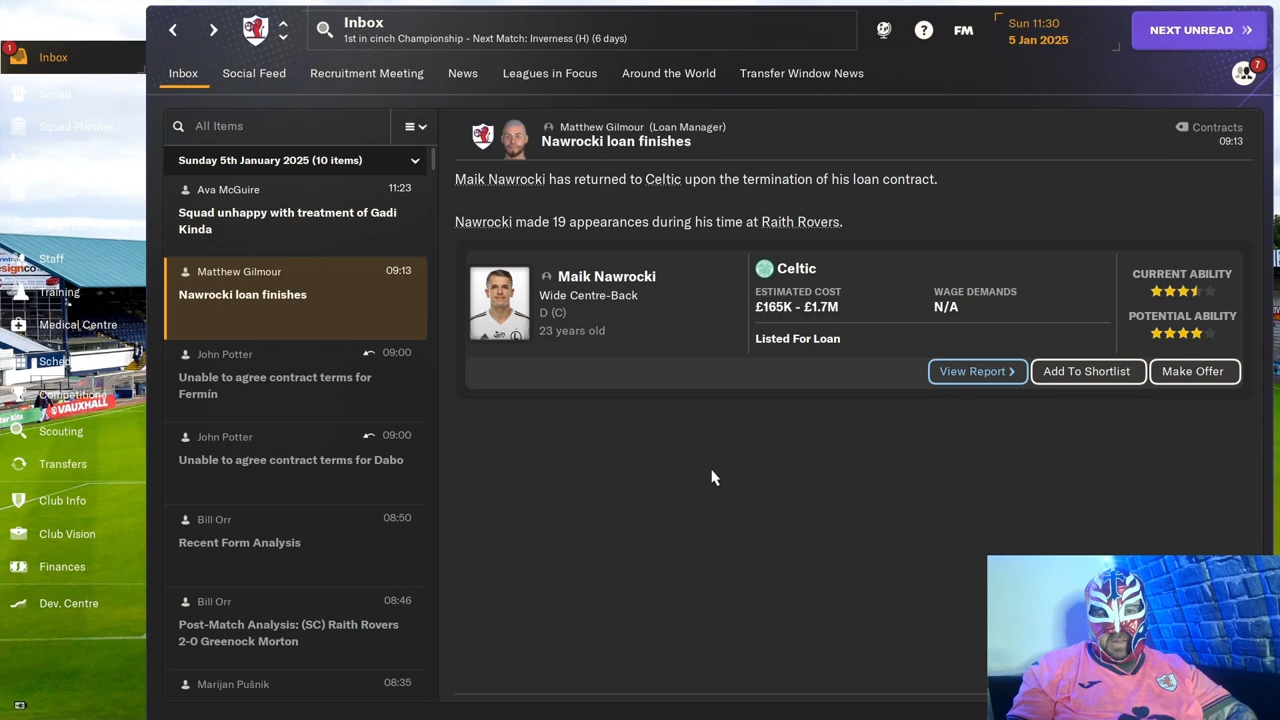 Inbox
1st in cinch Championship - Next Match: Inverness (H) (6 days)
?
FM
Sun 11:30
5 Jan 2025
NEXT UNREAD
1
Inbox
Squad
Squad Planner
Staff
Training
Medical Centre
Competitions
Scouting
Transfers
Club Info
Club Vision
Finances
Dev. Centre
VAUXHALL
Inbox
Social Feed
Recruitment Meeting
News
Leagues in Focus
Around the World
Transfer Window News
7
All Items
Sunday 5th January 2025 (10 items)
Ava McGuire 11:23
Squad unhappy with treatment of Gadi
Kinda
Matthew Gilmour 09:13
Nawrocki loan finishes
John Potter 09:00
Unable to agree contract terms for
Fermín
John Potter 09:00
Unable to agree contract terms for Dabo
Bill Orr 08:50
Recent Form Analysis
Bill Orr 08:46
Post-Match Analysis: (SC) Raith Rovers
2-0 Greenock Morton
Marijan Pušnik 08:35
Matthew Gilmour (Loan Manager)
Nawrocki loan finishes
Contracts
09:13
Maik Nawrocki has returned to Celtic upon the termination of his loan contract.
Nawrocki made 19 appearances during his time at Raith Rovers.
Maik Nawrocki
Wide Centre-Back
D (C)
23 years old
Celtic
ESTIMATED COST
£165K - £1.7M
WAGE DEMANDS
N/A
Listed For Loan
CURRENT ABILITY
POTENTIAL ABILITY
View Report
Add To Shortlist
Make Offer